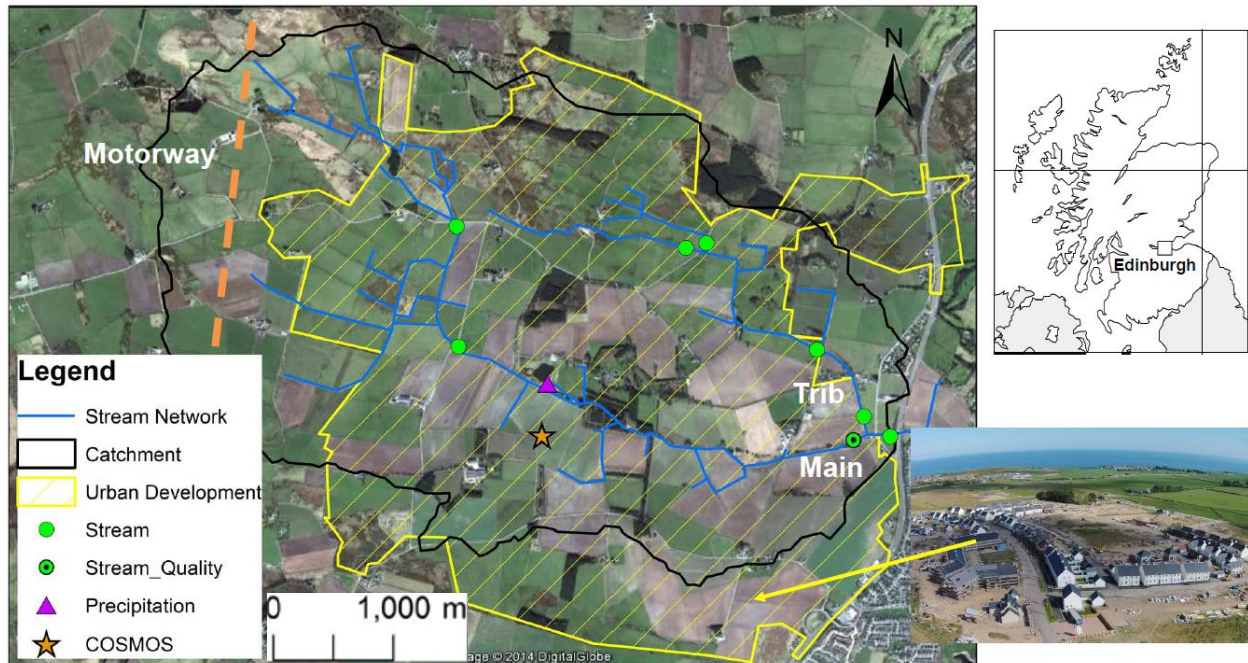 N
Motorway
Edinburgh
Trib
Main
Legend
Stream Network
Catchment
Urban Development
Stream
Stream_Quality
Precipitation
COSMOS
0 1,000 m
age © 2014 DigitalGlobe